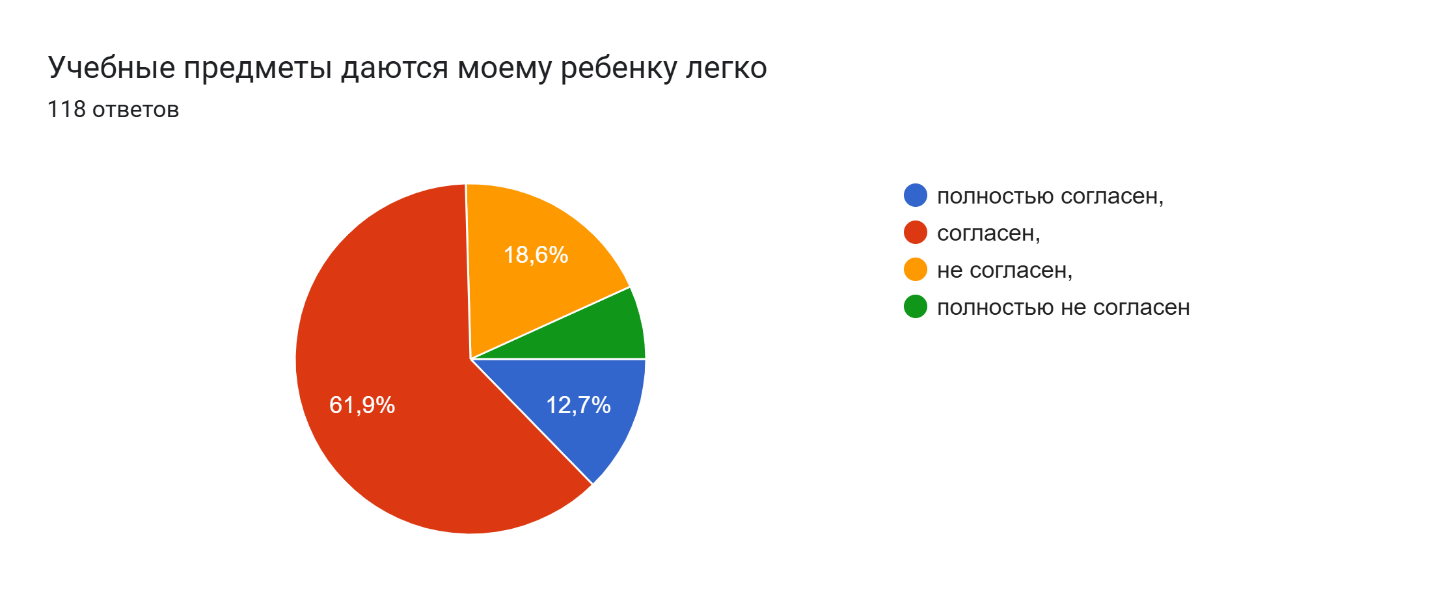 Учебные предметы даются моему ребенку легко
118 ответов
18,6%
61,9%
12,7%
полностью согласен,
согласен,
не согласен,
полностью не согласен